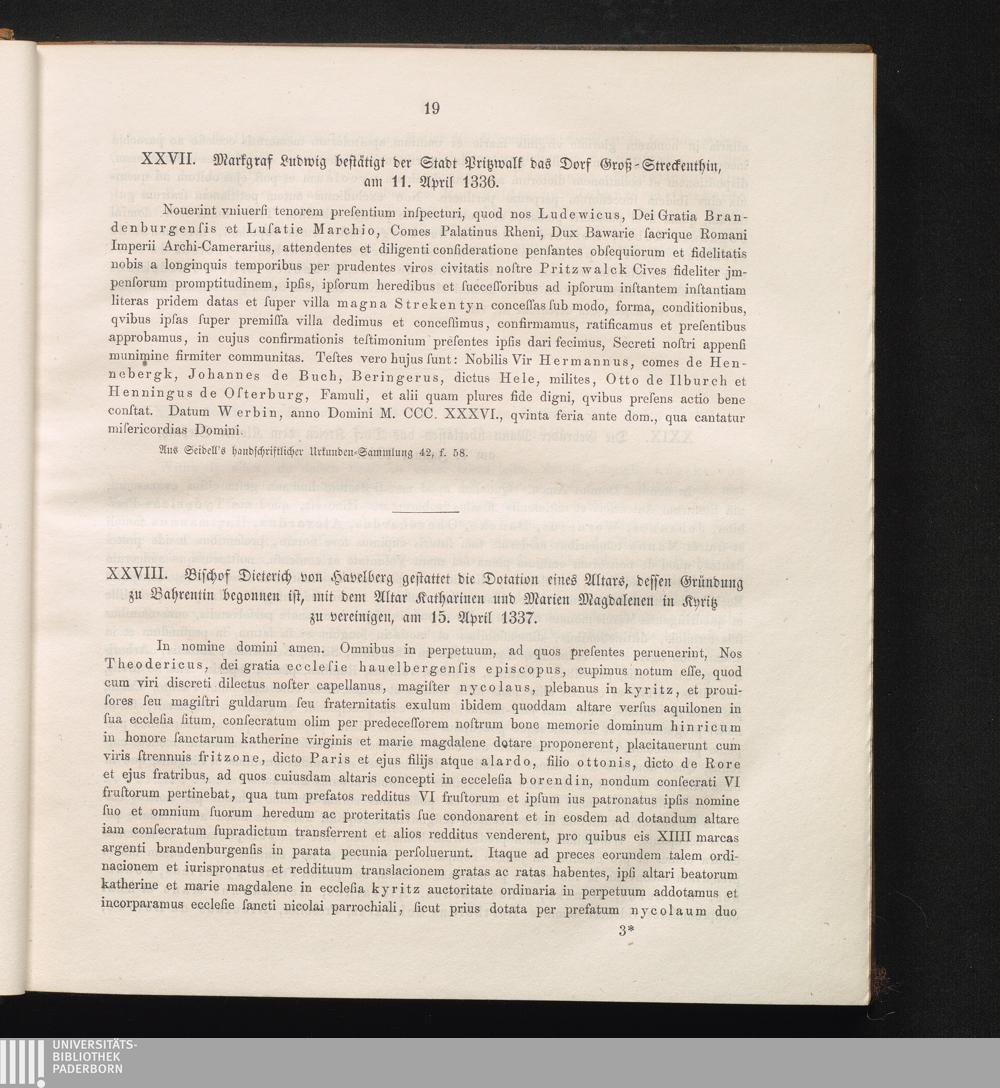 19
XXVII. Markgraf Ludwig bestätigt der Stadt Pritzwalk das Dorf Groß-Streckenthin,
am 11. April 1336.
Nouerint vniuerſi tenorem preſentium inſpecturi, quod nos Ludewicus, Dei Gratia Bran-
denburgenſis et Luſatie Marchio, Comes Palatinus Rheni, Dux Bawarie ſacrique Romani
Imperii Archi-Camerarius, attendentes et diligenti conſideratione penſantes obſequiorum et fidelitatis
nobis a longinquis temporibus per prudentes viros civitatis noſtre Pritzwalck Cives fideliter jm-
penſorum promptitudinem, ipſis, ipſorum heredibus et ſucceſſoribus ad ipſorum inſtantem inſtantiam
literas pridem datas et ſuper villa magna Strekentyn conceſſas ſub modo, forma, conditionibus,
qvibus ipſas ſuper premiſſa villa dedimus et conceſſimus, confirmamus, ratificamus et preſentibus
approbamus, in cujus confirmationis teſtimonium preſentes ipſis dari fecimus, Secreti noſtri appenſi
munimine firmiter communitas. Teſtes vero hujus ſunt: Nobilis Vir Hermannus, comes de Hen-
nebergk, Johannes de Buch, Beringerus, dictus Hele, milites, Otto de Ilburch et
Henningus de Oſterburg, Famuli, et alii quam plures fide digni, qvibus preſens actio bene
conſtat. Datum Werbin, anno Domini M. CCC. XXXVI., qvinta feria ante dom., qua cantatur
miſericordias Domini.
Aus Seidell's handschriftlicher Urkunden-Sammlung 42, f. 58.
XXVIII. Bischof Dieterich von Havelberg gestattet die Dotation eines Altars, dessen Gründung
zu Bahrentin begonnen ist, mit dem Altar Katharinen und Marien Magdalenen in Kyritz
zu vereinigen, am 15. April 1337.
In nomine domini amen. Omnibus in perpetuum, ad quos preſentes peruenerint, Nos
Theodericus, dei gratia eccleſie hauelbergenſis episcopus, cupimus notum eſſe, quod
cum viri discreti dilectus noſter capellanus, magiſter nycolaus, plebanus in kyritz, et proui-
ſores ſeu magiſtri guldarum ſeu fraternitatis exulum ibidem quoddam altare verſus aquilonen in
ſua eccleſia ſitum, conſecratum olim per predeceſſorem noſtrum bone memorie dominum hinricum
in honore ſanctarum katherine virginis et marie magdalene dotare proponerent, placitauerunt cum
viris ſtrennuis fritzone, dicto Paris et ejus filijs atque alardo, filio ottonis, dicto de Rore
et ejus fratribus, ad quos cuiusdam altaris concepti in ecceleſia borendin, nondum conſecrati VI
fruſtorum pertinebat, qua tum prefatos redditus VI fruſtorum et ipſum ius patronatus ipſis nomine
ſuo et omnium ſuorum heredum ac proteritatis ſue condonarent et in eosdem ad dotandum altare
iam conſecratum ſupradictum transferrent et alios redditus venderent, pro quibus eis XIIII marcas
argenti brandenburgenſis in parata pecunia perſoluerunt. Itaque ad preces eorundem talem ordi-
nacionem et iurispronatus et reddituum translacionem gratas ac ratas habentes, ipſi altari beatorum
katherine et marie magdalene in eccleſia kyritz auctoritate ordinaria in perpetuum addotamus et
incorparamus eccleſie ſancti nicolai parrochiali, ſicut prius dotata per prefatum nycolaum duo
3*
UNIVERSITÄTS-
BIBLIOTHEK
PADERBORN